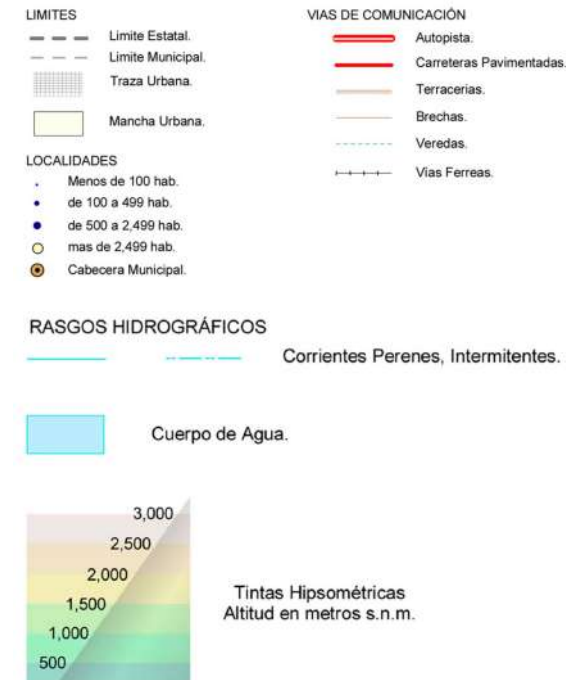 LIMITES
Limite Estatal.
Limite Municipal.
Traza Urbana.
Mancha Urbana.
LOCALIDADES
Menos de 100 hab.
de 100 a 499 hab.
de 500 a 2,499 hab.
mas de 2,499 hab.
Cabecera Municipal.
VIAS DE COMUNICACIÓN
Autopista.
Carreteras Pavimentadas.
Terracerias.
Brechas.
Veredas.
Vias Ferreas.
RASGOS HIDROGRÁFICOS
Corrientes Perenes, Intermitentes.
Cuerpo de Agua.
3,000
2,500
2,000
1,500
1,000
500
Tintas Hipsométricas
Altitud en metros s.n.m.